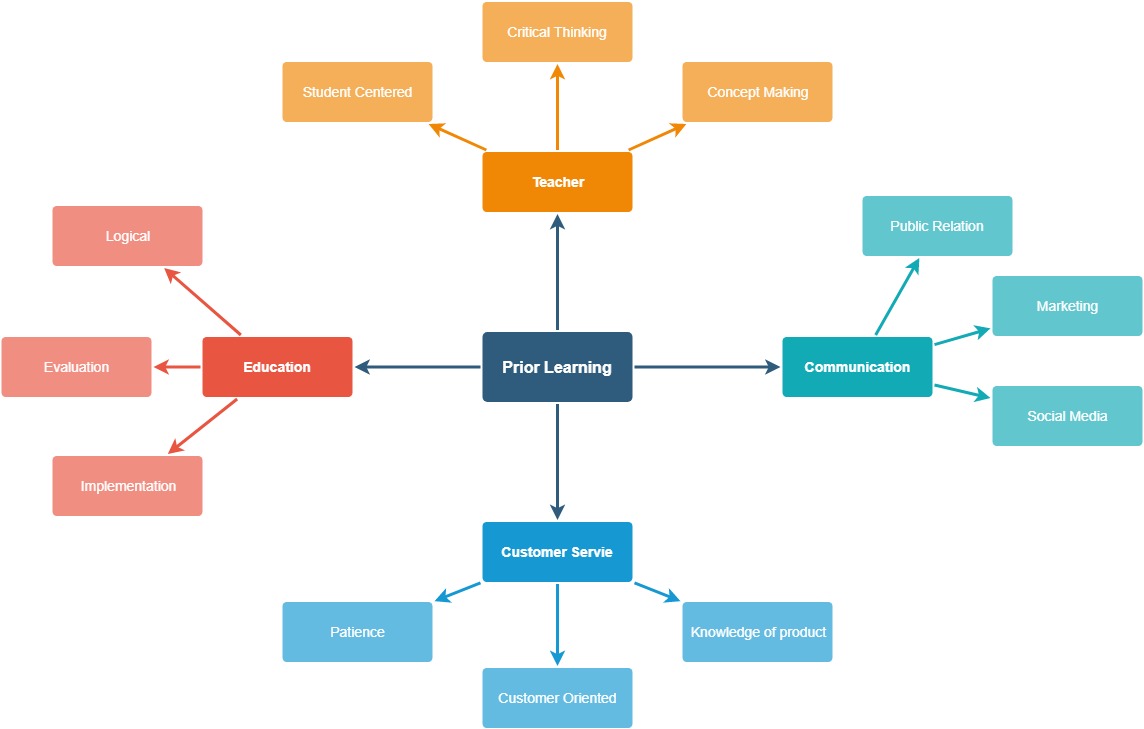 Critical Thinking
Student Centered
Concept Making
Teacher
Logical
Public Relation
Marketing
Evaluation
Education
Prior Learning
Communication
Social Media
Implementation
Customer Servie
Patience
Knowledge of product
Customer Oriented